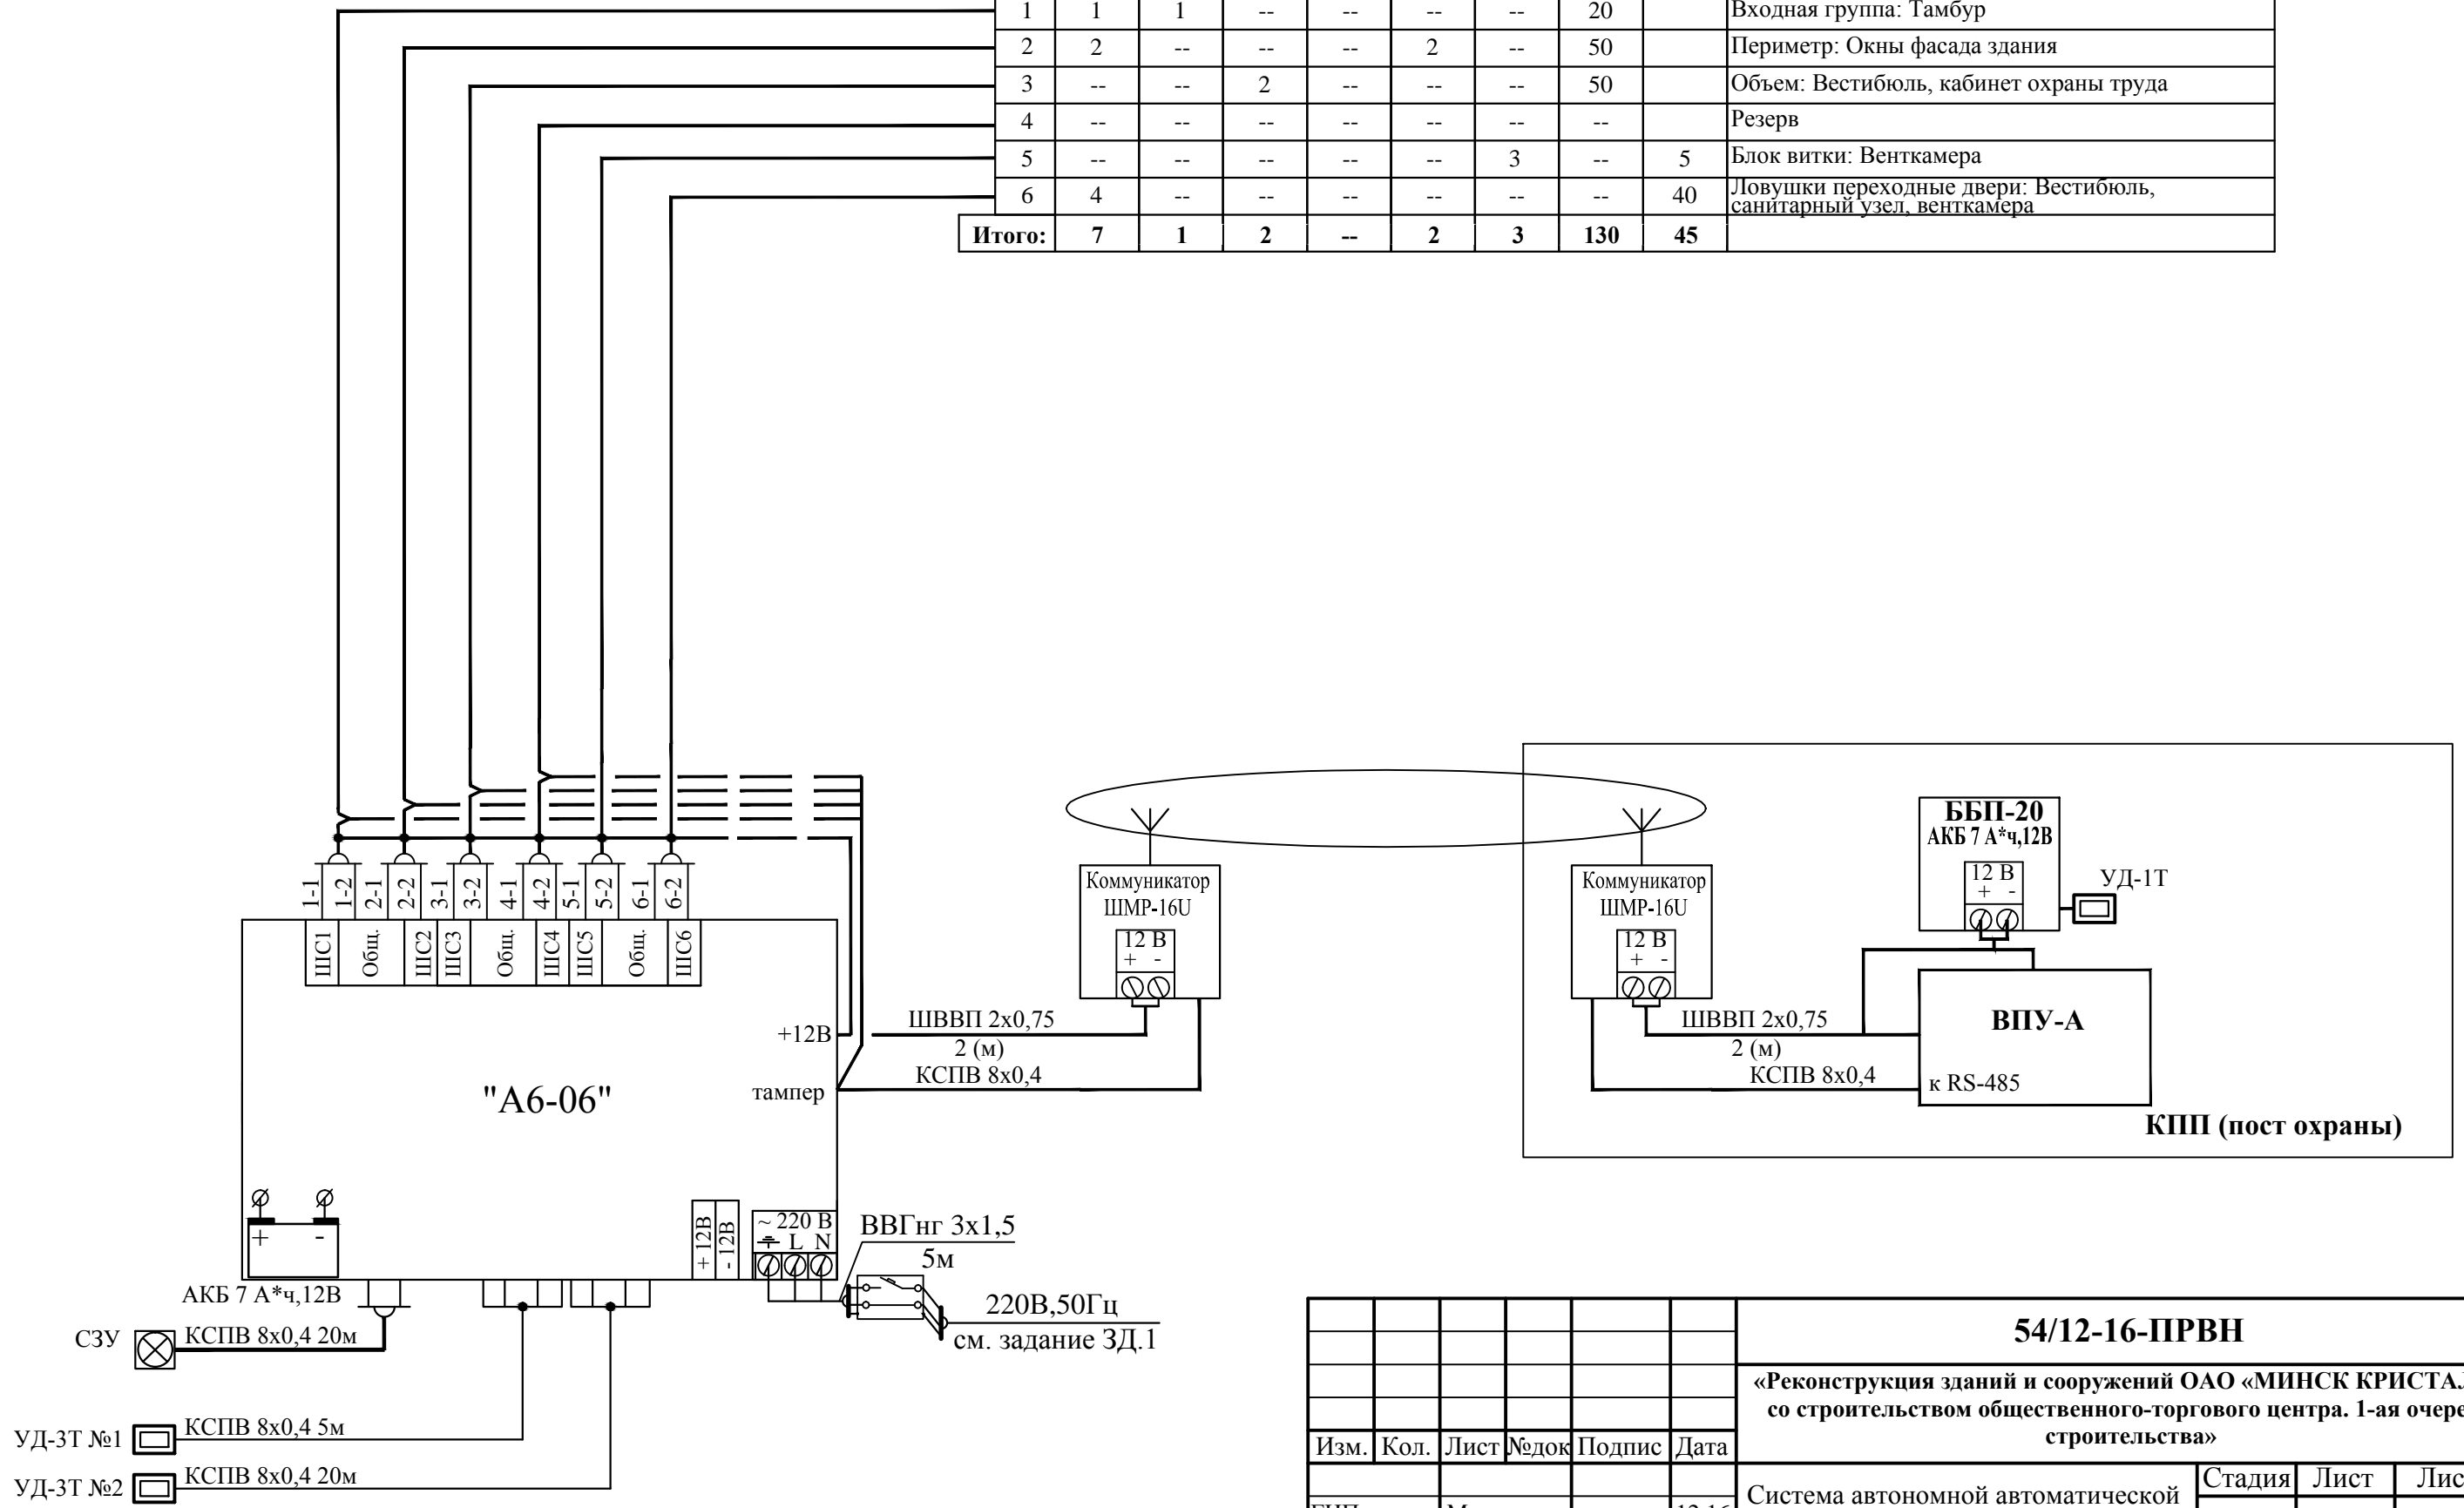 1 1 1 -- -- -- -- 20 Входная группа: Тамбур
2 2 -- -- -- 2 -- 50 Периметр: Окны фасада здания
3 -- -- 2 -- -- -- 50 Объем: Вестибюль, кабинет охраны труда
4 -- -- -- -- -- -- -- Резерв
5 -- -- -- -- -- 3 -- 5 Блок витки: Венткамера
6 4 -- -- -- -- -- -- 40 Ловушки переходные двери: Вестибюль,
санитарный узел, венткамера
Итого: 7 1 2 -- 2 3 130 45
1-1 1-2 2-1 2-2 3-1 3-2 4-1 4-2 5-1 5-2 6-1 6-2
ШС1 Общ. ШС2 ШС3 Общ. ШС4 ШС5 Общ. ШС6
+12В
тампер
"А6-06"
+ -
+ 12В
- 12В
~ 220 В
L N
АКБ 7 А*ч,12В
СЗУ
КСПВ 8х0,4 20м
УД-3Т №1
КСПВ 8х0,4 5м
УД-3Т №2
КСПВ 8х0,4 20м
ВВГнг 3х1,5
5м
220В,50Гц
см. задание ЗД.1
Коммуникатор
ШМР-16U
12 В
+ -
ШВВП 2х0,75
2 (м)
КСПВ 8х0,4
Коммуникатор
ШМР-16U
12 В
+ -
ШВВП 2х0,75
2 (м)
КСПВ 8х0,4
ББП-20
АКБ 7 А*ч,12В
12 В
+ -
УД-1Т
ВПУ-А
к RS-485
КПП (пост охраны)
54/12-16-ПРВН
«Реконструкция зданий и сооружений ОАО «МИНСК КРИСТАЛ
со строительством общественного-торгового центра. 1-ая очере
строительства»
Изм. Кол. Лист №док Подпис Дата
Система автономной автоматической
Стадия Лист Лис